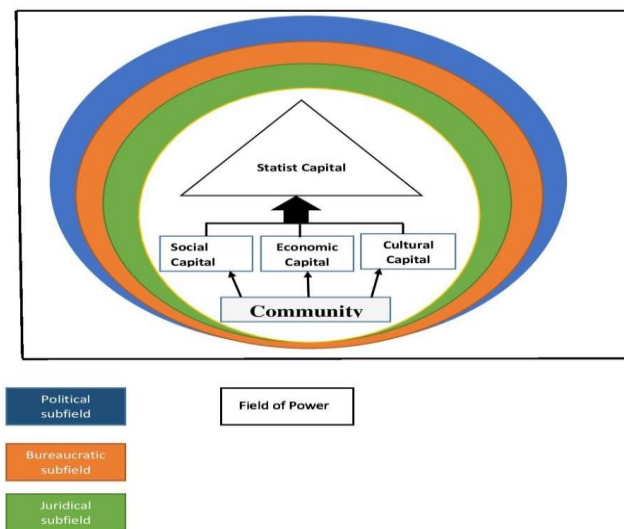 Statist Capital
Social
Capital
Economic
Capital
Cultural
Capital
Community
Political
subfield
Field of Power
Bureaucratic
subfield
Juridical
subfield